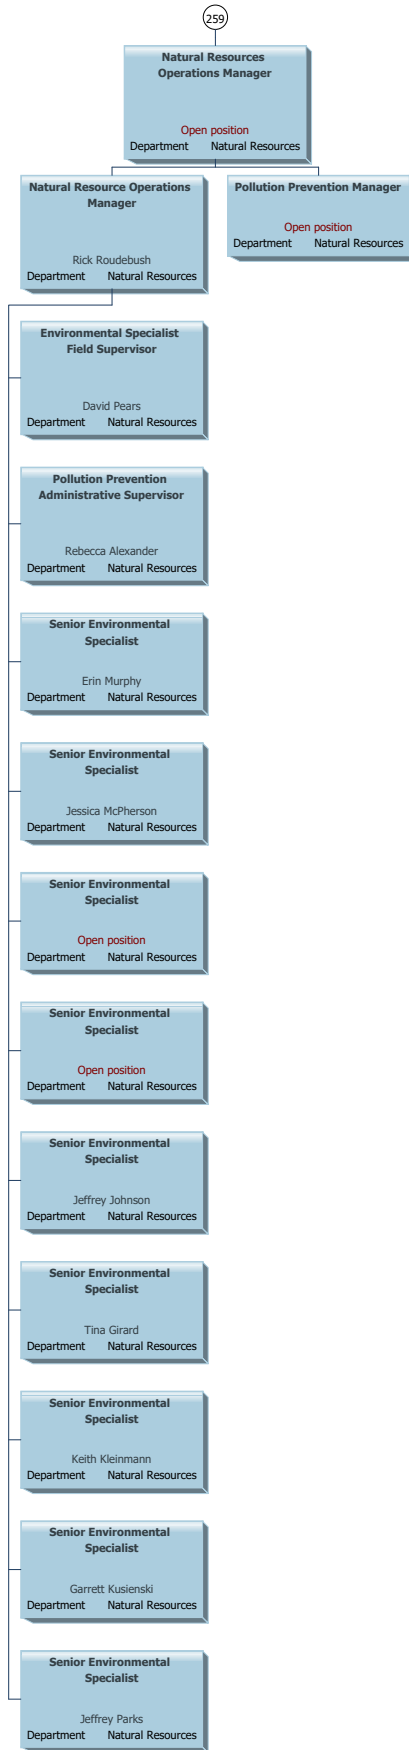 259
Natural Resources
Operations Manager
Open position
Department Natural Resources
Natural Resource Operations
Manager
Rick Roudebush
Department Natural Resources
Pollution Prevention Manager
Open position
Department Natural Resources
Environmental Specialist
Field Supervisor
David Pears
Department Natural Resources
Pollution Prevention
Administrative Supervisor
Rebecca Alexander
Department Natural Resources
Senior Environmental
Specialist
Erin Murphy
Department Natural Resources
Senior Environmental
Specialist
Jessica McPherson
Department Natural Resources
Senior Environmental
Specialist
Open position
Department Natural Resources
Senior Environmental
Specialist
Open position
Department Natural Resources
Senior Environmental
Specialist
Jeffrey Johnson
Department Natural Resources
Senior Environmental
Specialist
Tina Girard
Department Natural Resources
Senior Environmental
Specialist
Keith Kleinmann
Department Natural Resources
Senior Environmental
Specialist
Garrett Kusienski
Department Natural Resources
Senior Environmental
Specialist
Jeffrey Parks
Department Natural Resources